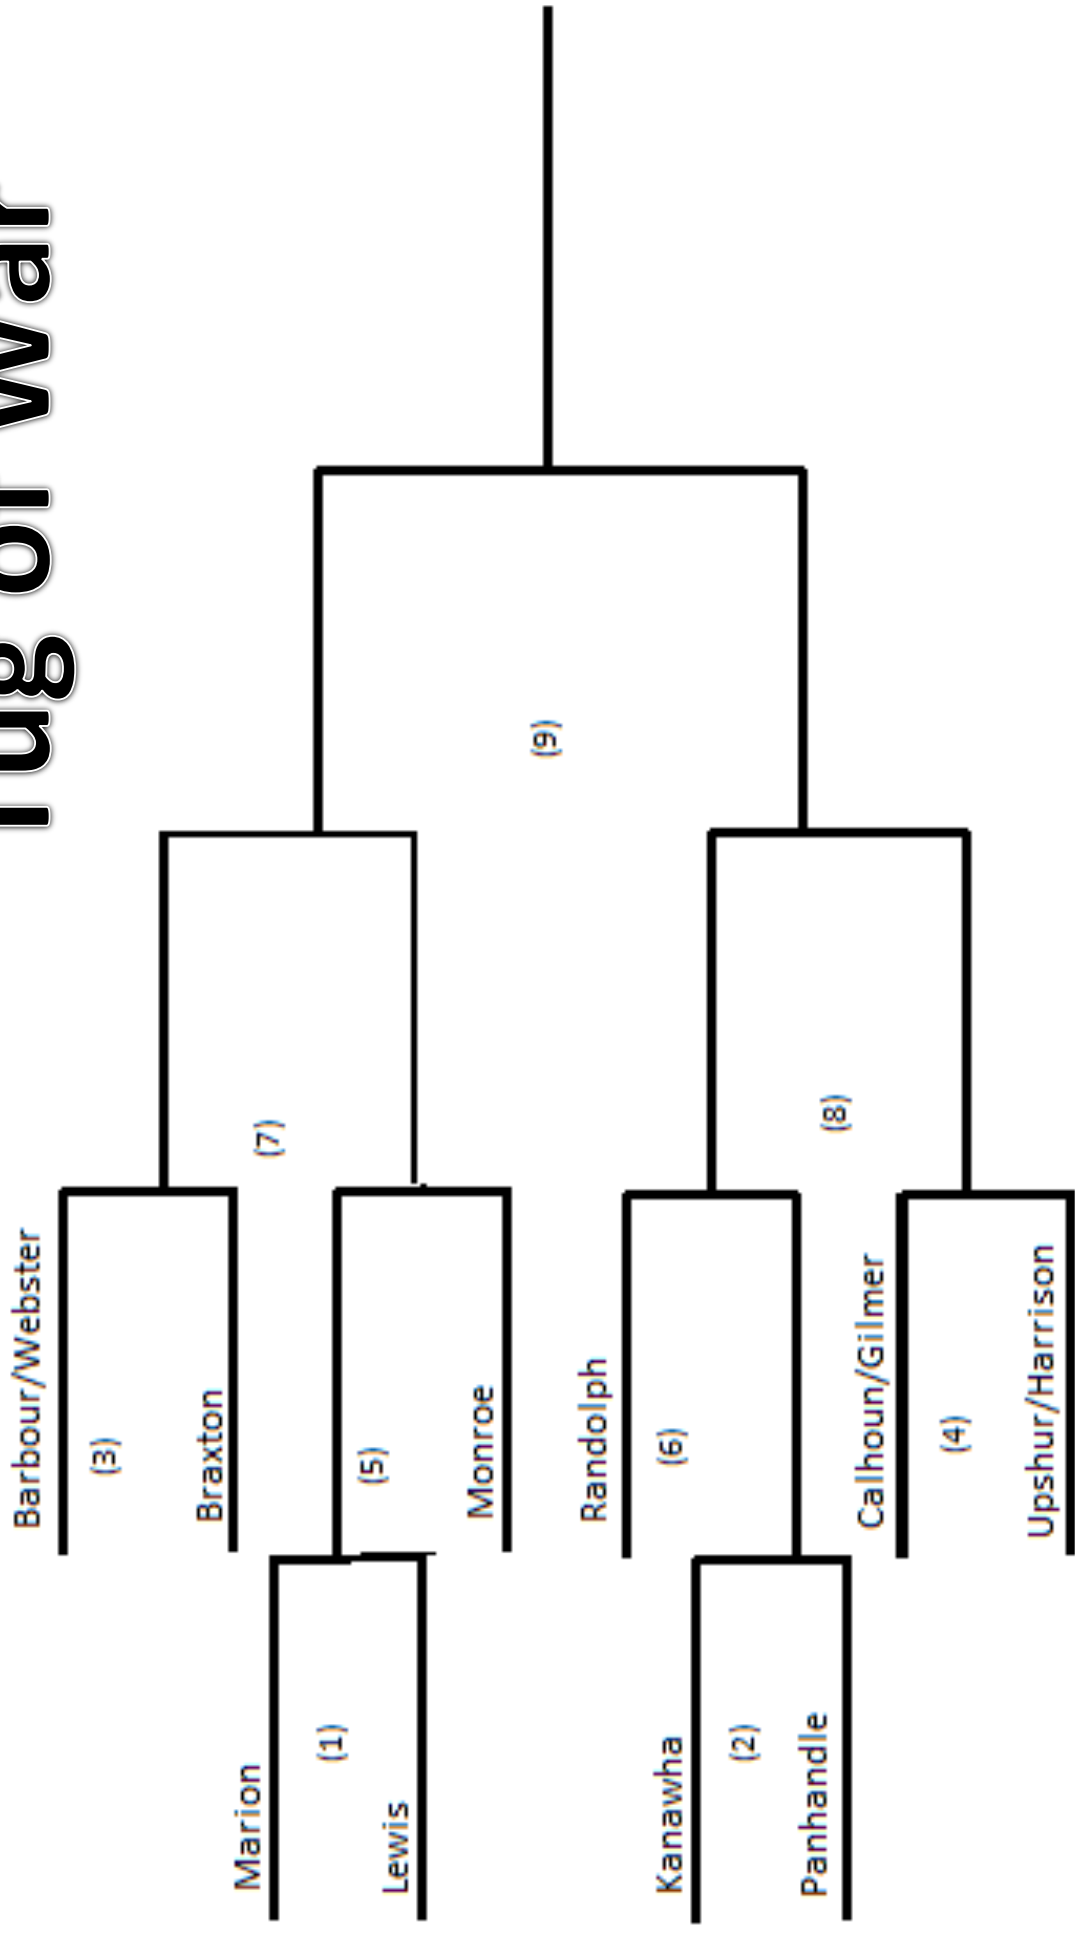 Tug of War
Barbour/Webster
(3)
Braxton
Marion
(1)
Lewis
(5)
Monroe
(7)
(9)
Randolph
(6)
Kanawha
(2)
Panhandle
(8)
Calhoun/Gilmer
(4)
Upshur/Harrison